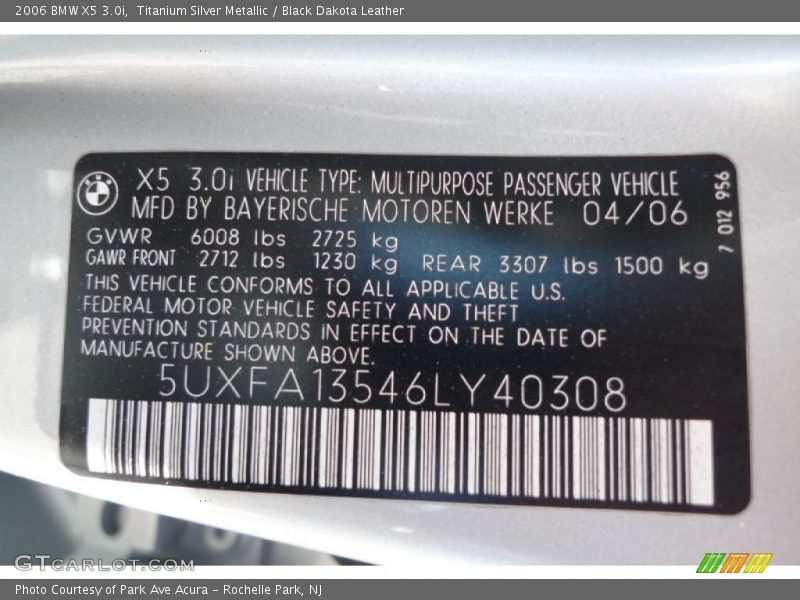 2006 BMW X5 3.0i, Titanium Silver Metallic / Black Dakota Leather
BMW
X5 3.0i VEHICLE TYPE: MULTIPURPOSE PASSENGER VEHICLE
MFD BY BAYERISCHE MOTOREN WERKE 04/06
7 012 956
GVWR 6008 lbs 2725 kg
GAWR FRONT 2712 lbs 1230 kg REAR 3307 lbs 1500 kg
THIS VEHICLE CONFORMS TO ALL APPLICABLE U.S.
FEDERAL MOTOR VEHICLE SAFETY AND THEFT
PREVENTION STANDARDS IN EFFECT ON THE DATE OF
MANUFACTURE SHOWN ABOVE.
5UXFA13546LY40308
GTCARLOT.COM
Photo Courtesy of Park Ave Acura - Rochelle Park, NJ